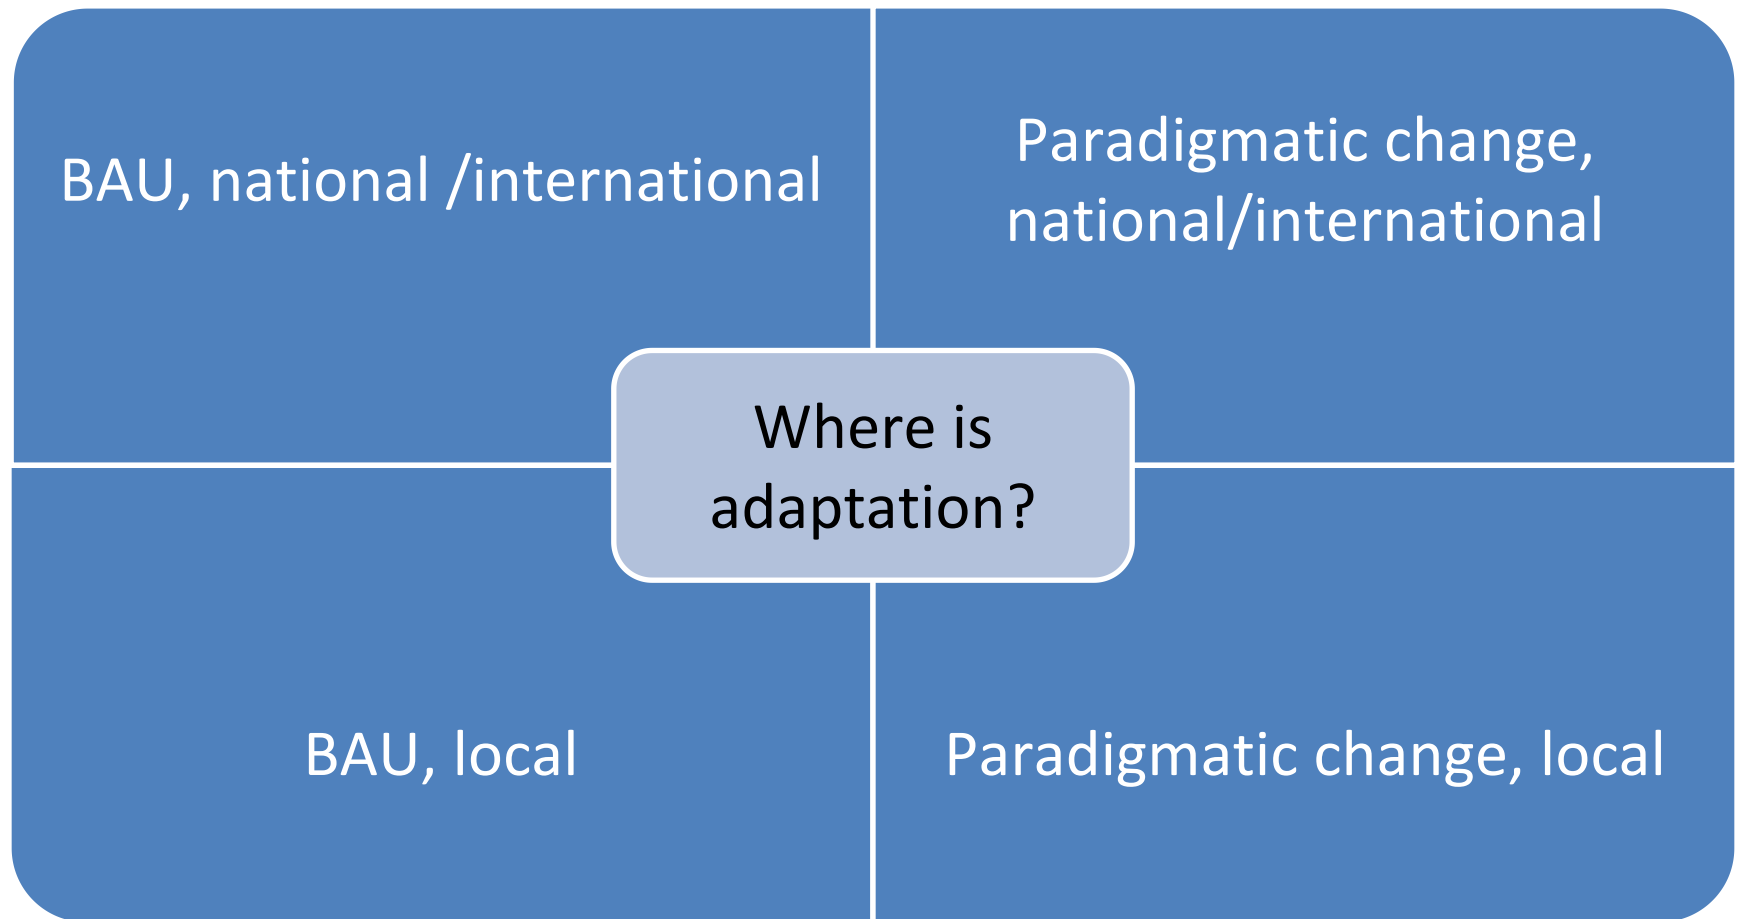 BAU, national /international
Paradigmatic change,
national/international
Where is
adaptation?
BAU, local
Paradigmatic change, local